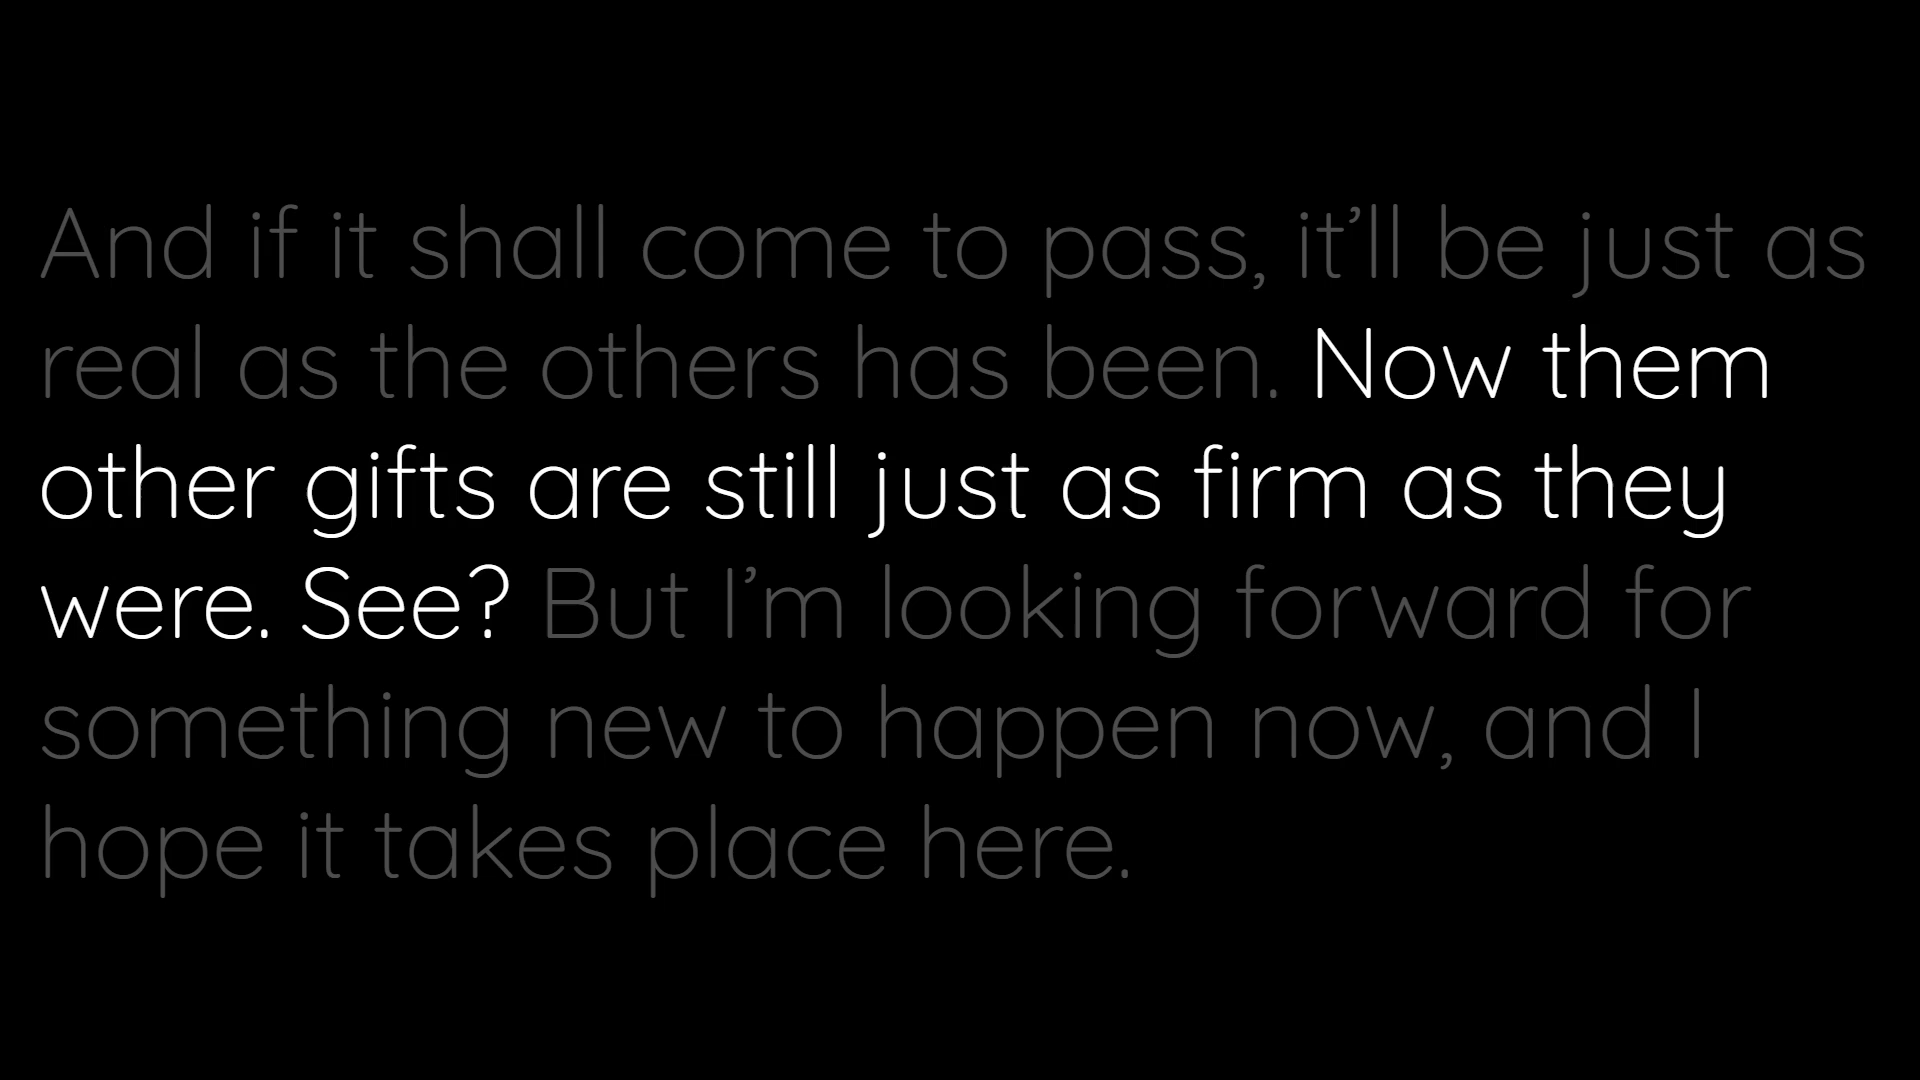 And if it shall come to pass, it’ll be just as
real as the others has been. Now them
other gifts are still just as firm as they
were. See? But I’m looking forward for
something new to happen now, and I
hope it takes place here.